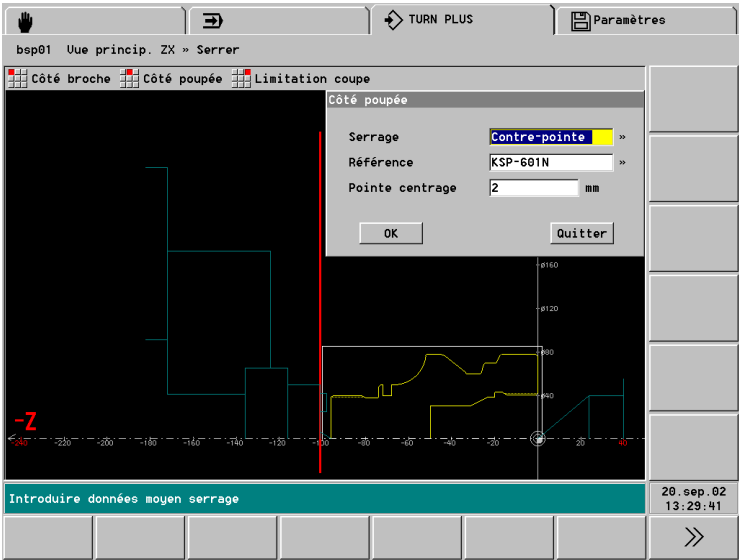 TURN PLUS
Paramètres
bsp01 Vue princip. ZX » Serrer
Côté broche Côté poupée Limitation coupe
Côté poupée
Serrage Contre-pointe »
Référence KSP-601N »
Pointe centrage 2 mm
OK Quitter
ø160
ø120
ø80
ø40
-Z
-240 -220 -200 -180 -160 -140 -120 -100 -80 -60 -40 -20 20 40
Introduire données moyen serrage
20.sep.02
13:29:41